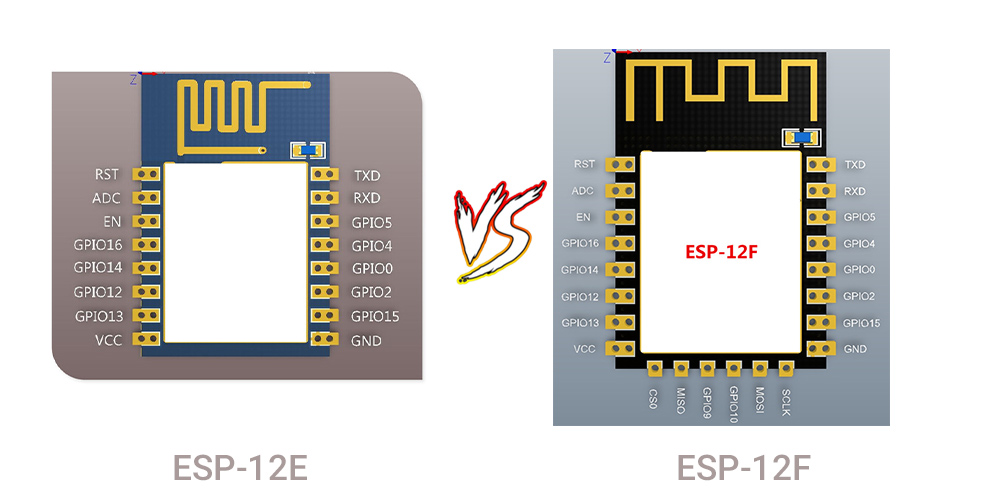 Z
RST
ADC
EN
GPIO16
GPIO14
GPIO12
GPIO13
VCC
TXD
RXD
GPIO5
GPIO4
GPIO0
GPIO2
GPIO15
GND
ESP-12E
VS
Z
RST
ADC
EN
GPIO16
GPIO14
GPIO12
GPIO13
VCC
ESP-12F
TXD
RXD
GPIO5
GPIO4
GPIO0
GPIO2
GPIO15
GND
CS0
MISO
GPIO9
GPIO10
MOSI
SCLK
ESP-12F